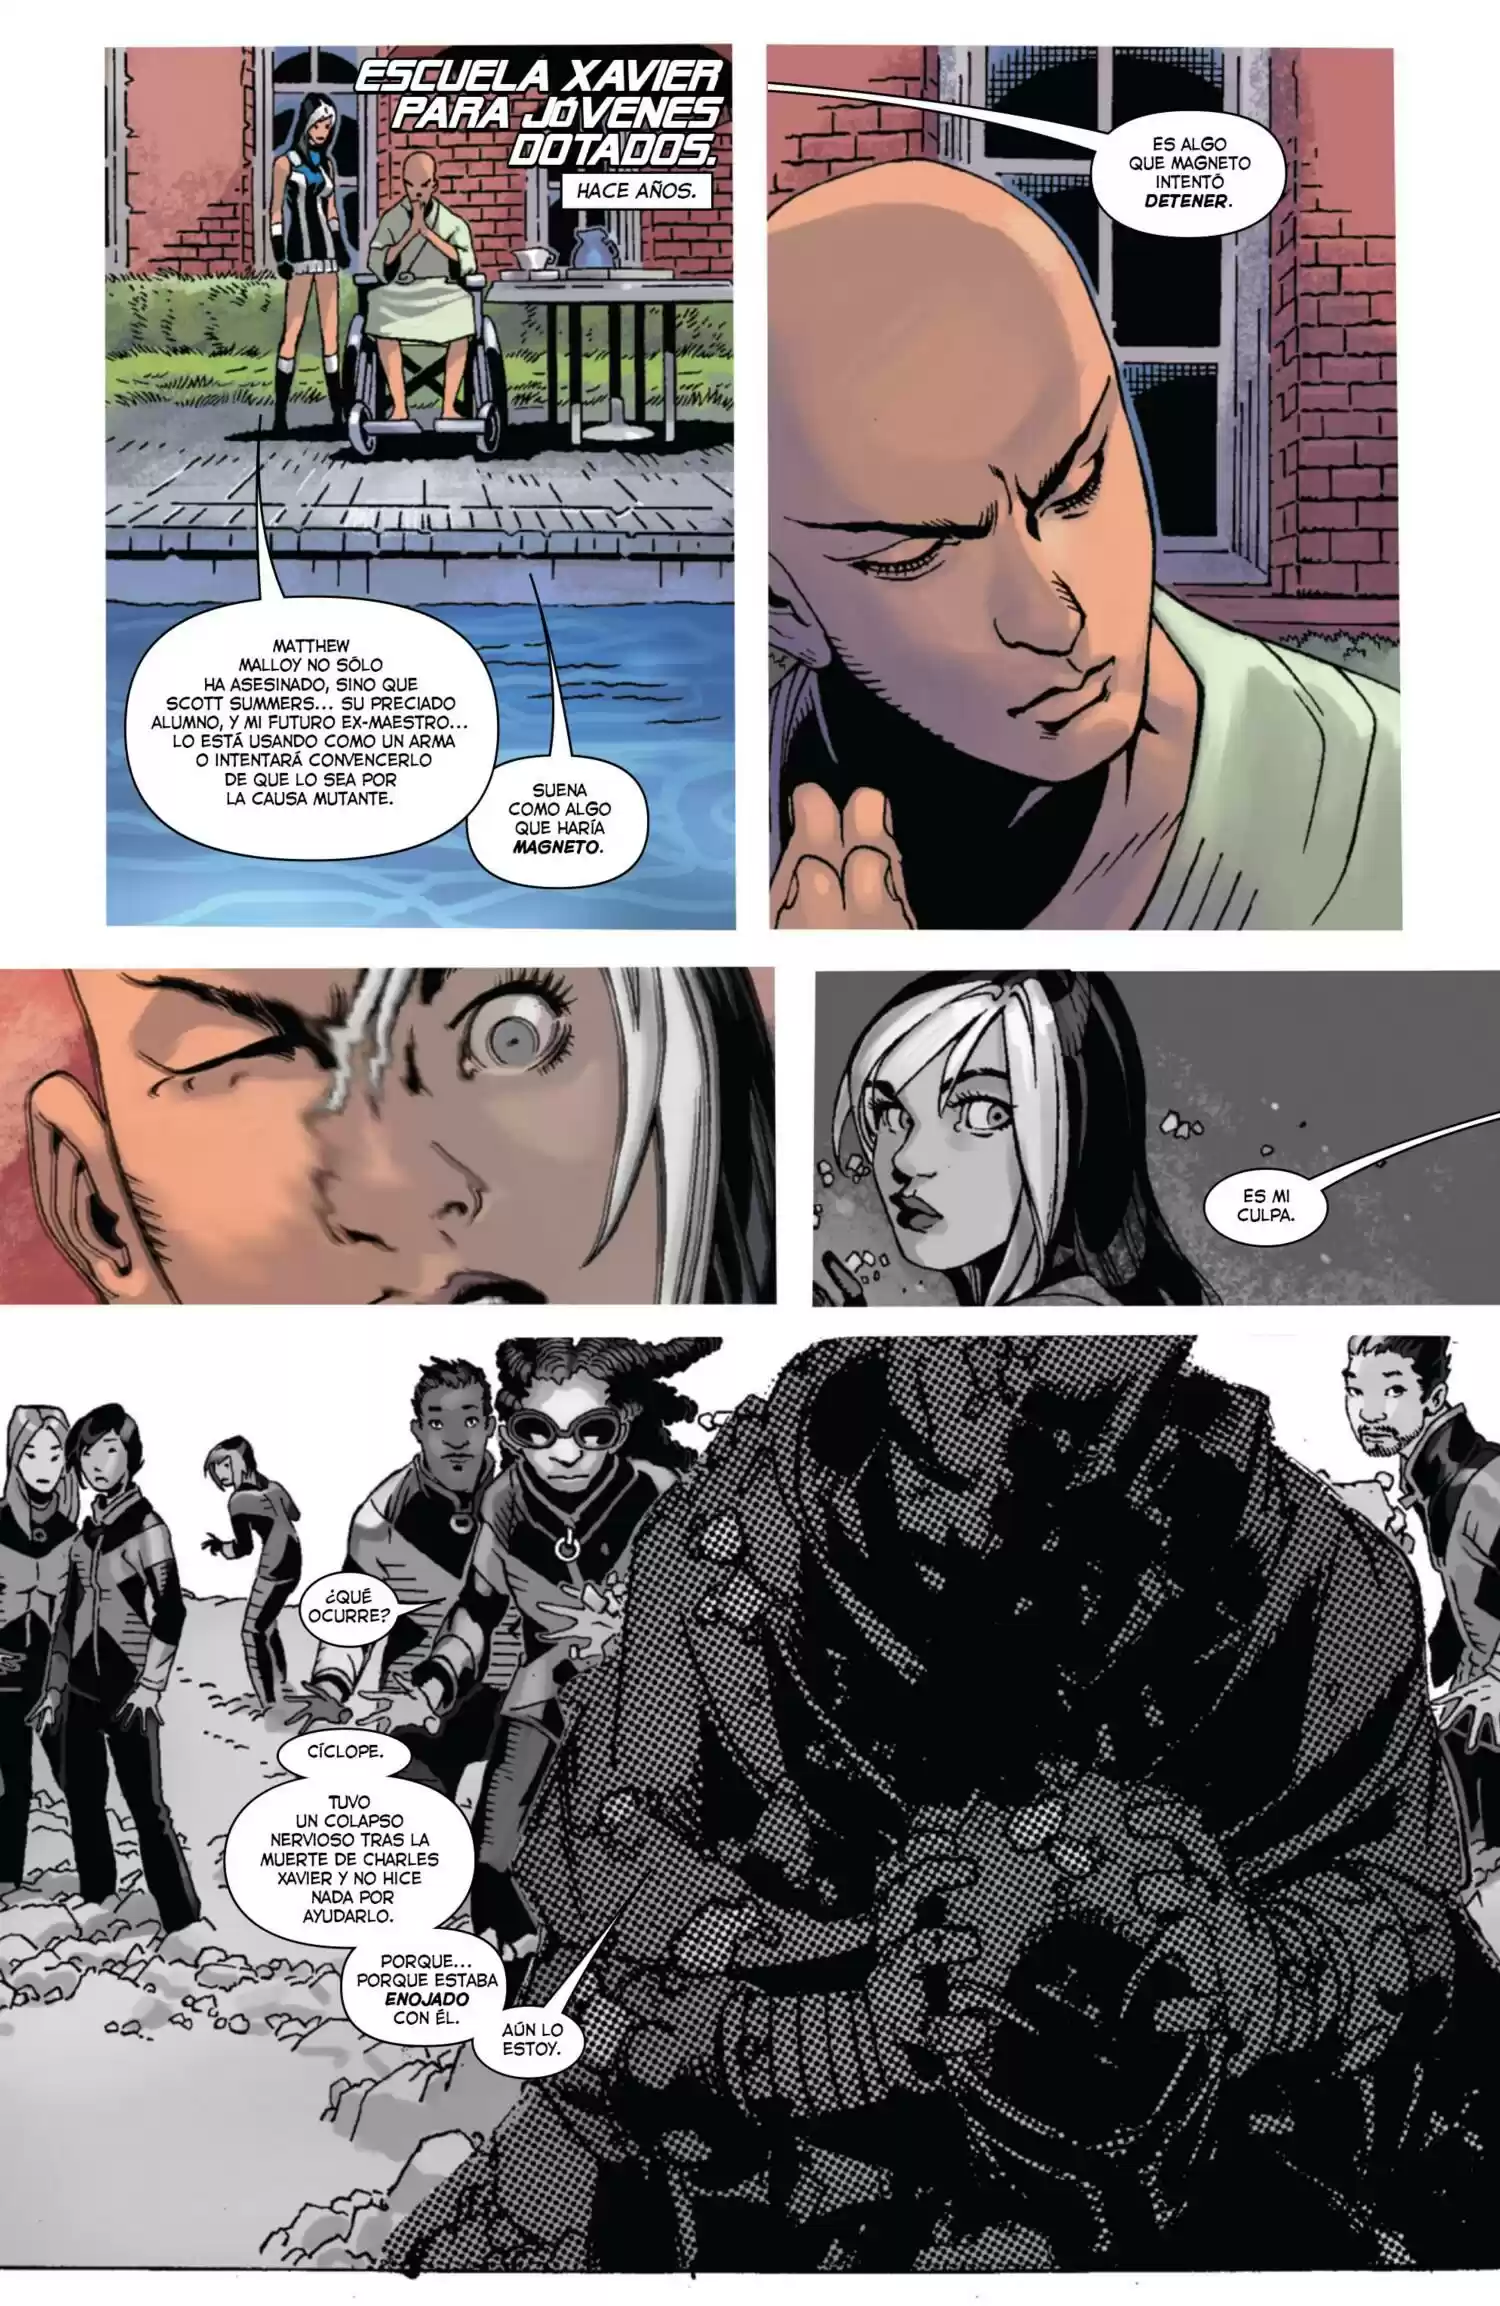 ESCUELA XAVIER
PARA JÓVENES
DOTADOS.
HACE AÑOS.
MATTHEW
MALLOY NO SÓLO
HA ASESINADO, SINO QUE
SCOTT SUMMERS... SU PRECIADO
ALUMNO, Y MI FUTURO EX-MAESTRO...
LO ESTÁ USANDO COMO UN ARMA
O INTENTARÁ CONVENCERLO
DE QUE LO SEA POR
LA CAUSA MUTANTE.
SUENA
COMO ALGO
QUE HARÍA
MAGNETO.
ES ALGO
QUE MAGNETO
INTENTÓ
DETENER.
ES MI
CULPA.
¿QUÉ
OCURRE?
CÍCLOPE.
TUVO
UN COLAPSO
NERVIOSO TRAS LA
MUERTE DE CHARLES
XAVIER Y NO HICE
NADA POR
AYUDARLO.
PORQUE...
PORQUE ESTABA
ENOJADO
CON ÉL.
AÚN LO
ESTOY.